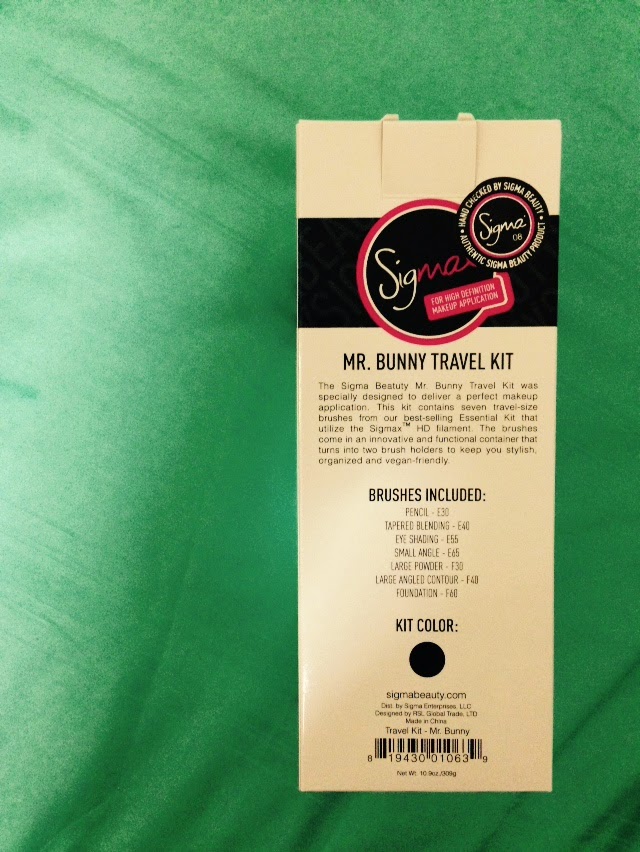 HAND CHECKED BY SIGMA BEAUTY
Sigma
08
AUTHENTIC SIGMA BEAUTY PRODUCT
Sigmax
FOR HIGH DEFINITION
MAKEUP APPLICATION
MR. BUNNY TRAVEL KIT
The Sigma Beatuty Mr. Bunny Travel Kit was
specially designed to deliver a perfect makeup
application. This kit contains seven travel-size
brushes from our best-selling Essential Kit that
utilize the Sigmax™ HD filament. The brushes
come in an innovative and functional container that
turns into two brush holders to keep you stylish,
organized and vegan-friendly.
BRUSHES INCLUDED:
PENCIL - E30
TAPERED BLENDING - E40
EYE SHADING - E55
SMALL ANGLE - E65
LARGE POWDER - F30
LARGE ANGLED CONTOUR - F40
FOUNDATION - F60
KIT COLOR:
sigmabeauty.com
Dist. by Sigma Enterprises, LLC
Designed by RSL Global Trade, LTD
Made in China
Travel Kit - Mr. Bunny
8 19430 01063 9
Net Wt. 10.9oz./309g